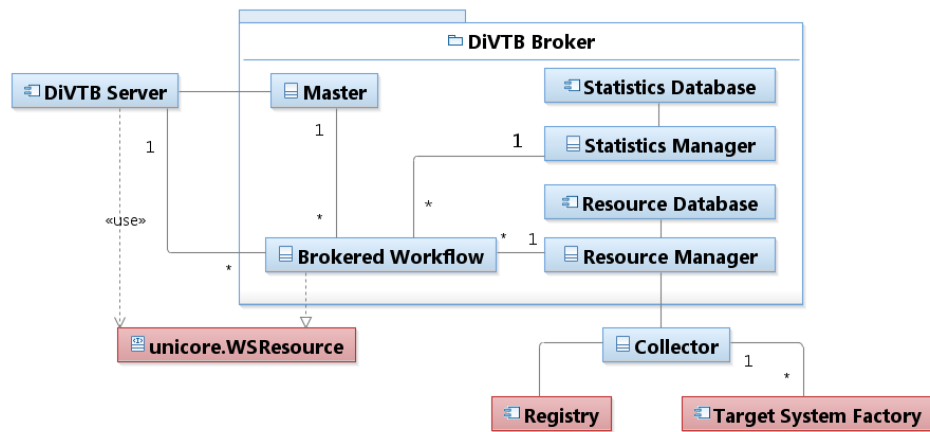 DiVTB Broker
DiVTB Server
Master
Statistics Database
1
1
1
Statistics Manager
*
Resource Database
«use»
*
*
1
Brokered Workflow
Resource Manager
*
unicore.WSResource
Collector
1
*
Registry
Target System Factory